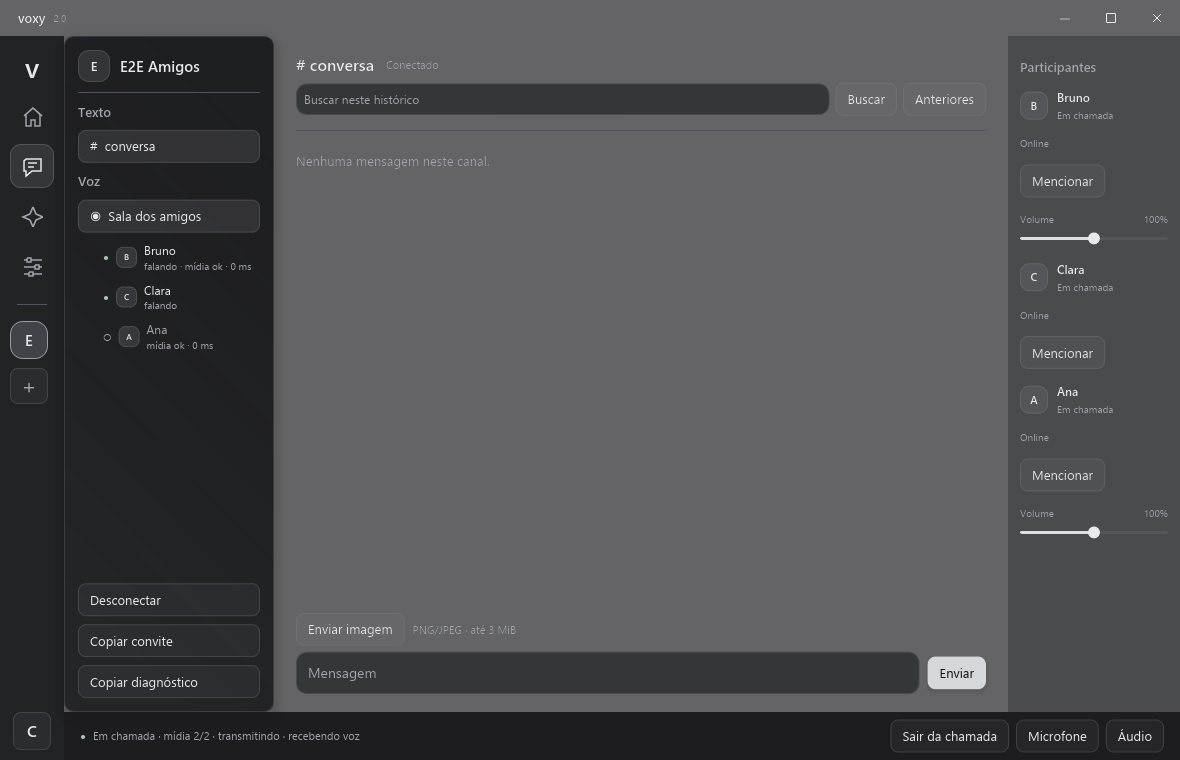 voxy 2.0
V
E
+
C
E E2E Amigos
Texto
# conversa
Voz
Sala dos amigos
B Bruno
falando · mídia ok · 0 ms
C Clara
falando
A Ana
mídia ok · 0 ms
Desconectar
Copiar convite
Copiar diagnóstico
# conversa Conectado
Buscar neste histórico Buscar Anteriores
Nenhuma mensagem neste canal.
Enviar imagem PNG/JPEG · até 3 MiB
Mensagem Enviar
Participantes
B Bruno
Em chamada
Online
Mencionar
Volume 100%
C Clara
Em chamada
Online
Mencionar
A Ana
Em chamada
Online
Mencionar
Volume 100%
Em chamada · mídia 2/2 · transmitindo · recebendo voz
Sair da chamada Microfone Áudio